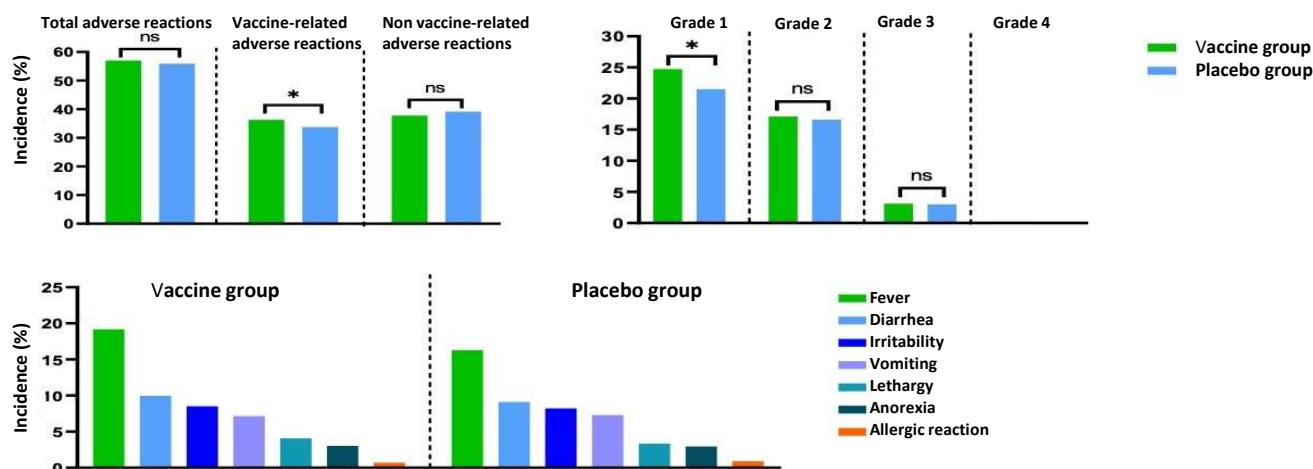 Total adverse reactions
Vaccine-related
adverse reactions
Non vaccine-related
adverse reactions
ns
*
ns
60
50
40
30
20
10
0
Incidence (%)
Grade 1
Grade 2
Grade 3
Grade 4
*
ns
ns
30
25
20
15
10
5
0
Vaccine group
Placebo group
Vaccine group
Placebo group
25
20
15
10
5
0
Incidence (%)
Fever
Diarrhea
Irritability
Vomiting
Lethargy
Anorexia
Allergic reaction